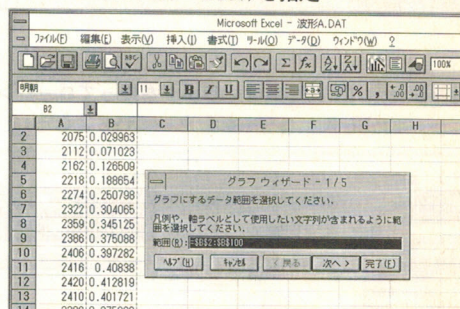 Microsoft Excel - 波形A.DAT
ファイル(F) 編集(E) 表示(V) 挿入(I) 書式(T) ツール(O) データ(D) ウィンドウ(W) ?
100%
明朝 11 B I U % ,
B2
A B C D E F G H
2 2075 0.029963
3 2112 0.071023
4 2162 0.126509
5 2218 0.188654
6 2274 0.250798
7 2322 0.304065
8 2359 0.345125
9 2386 0.375088
10 2406 0.397282
11 2416 0.40838
12 2420 0.412819
13 2410 0.401721
グラフ ウィザード - 1/5
グラフにするデータ範囲を選択してください。
凡例や，軸ラベルとして使用したい文字列が含まれるように範
囲を選択してください。
範囲(R): =$B$2:$B$100
ヘルプ(H) キャンセル < 戻る 次へ > 完了(F)